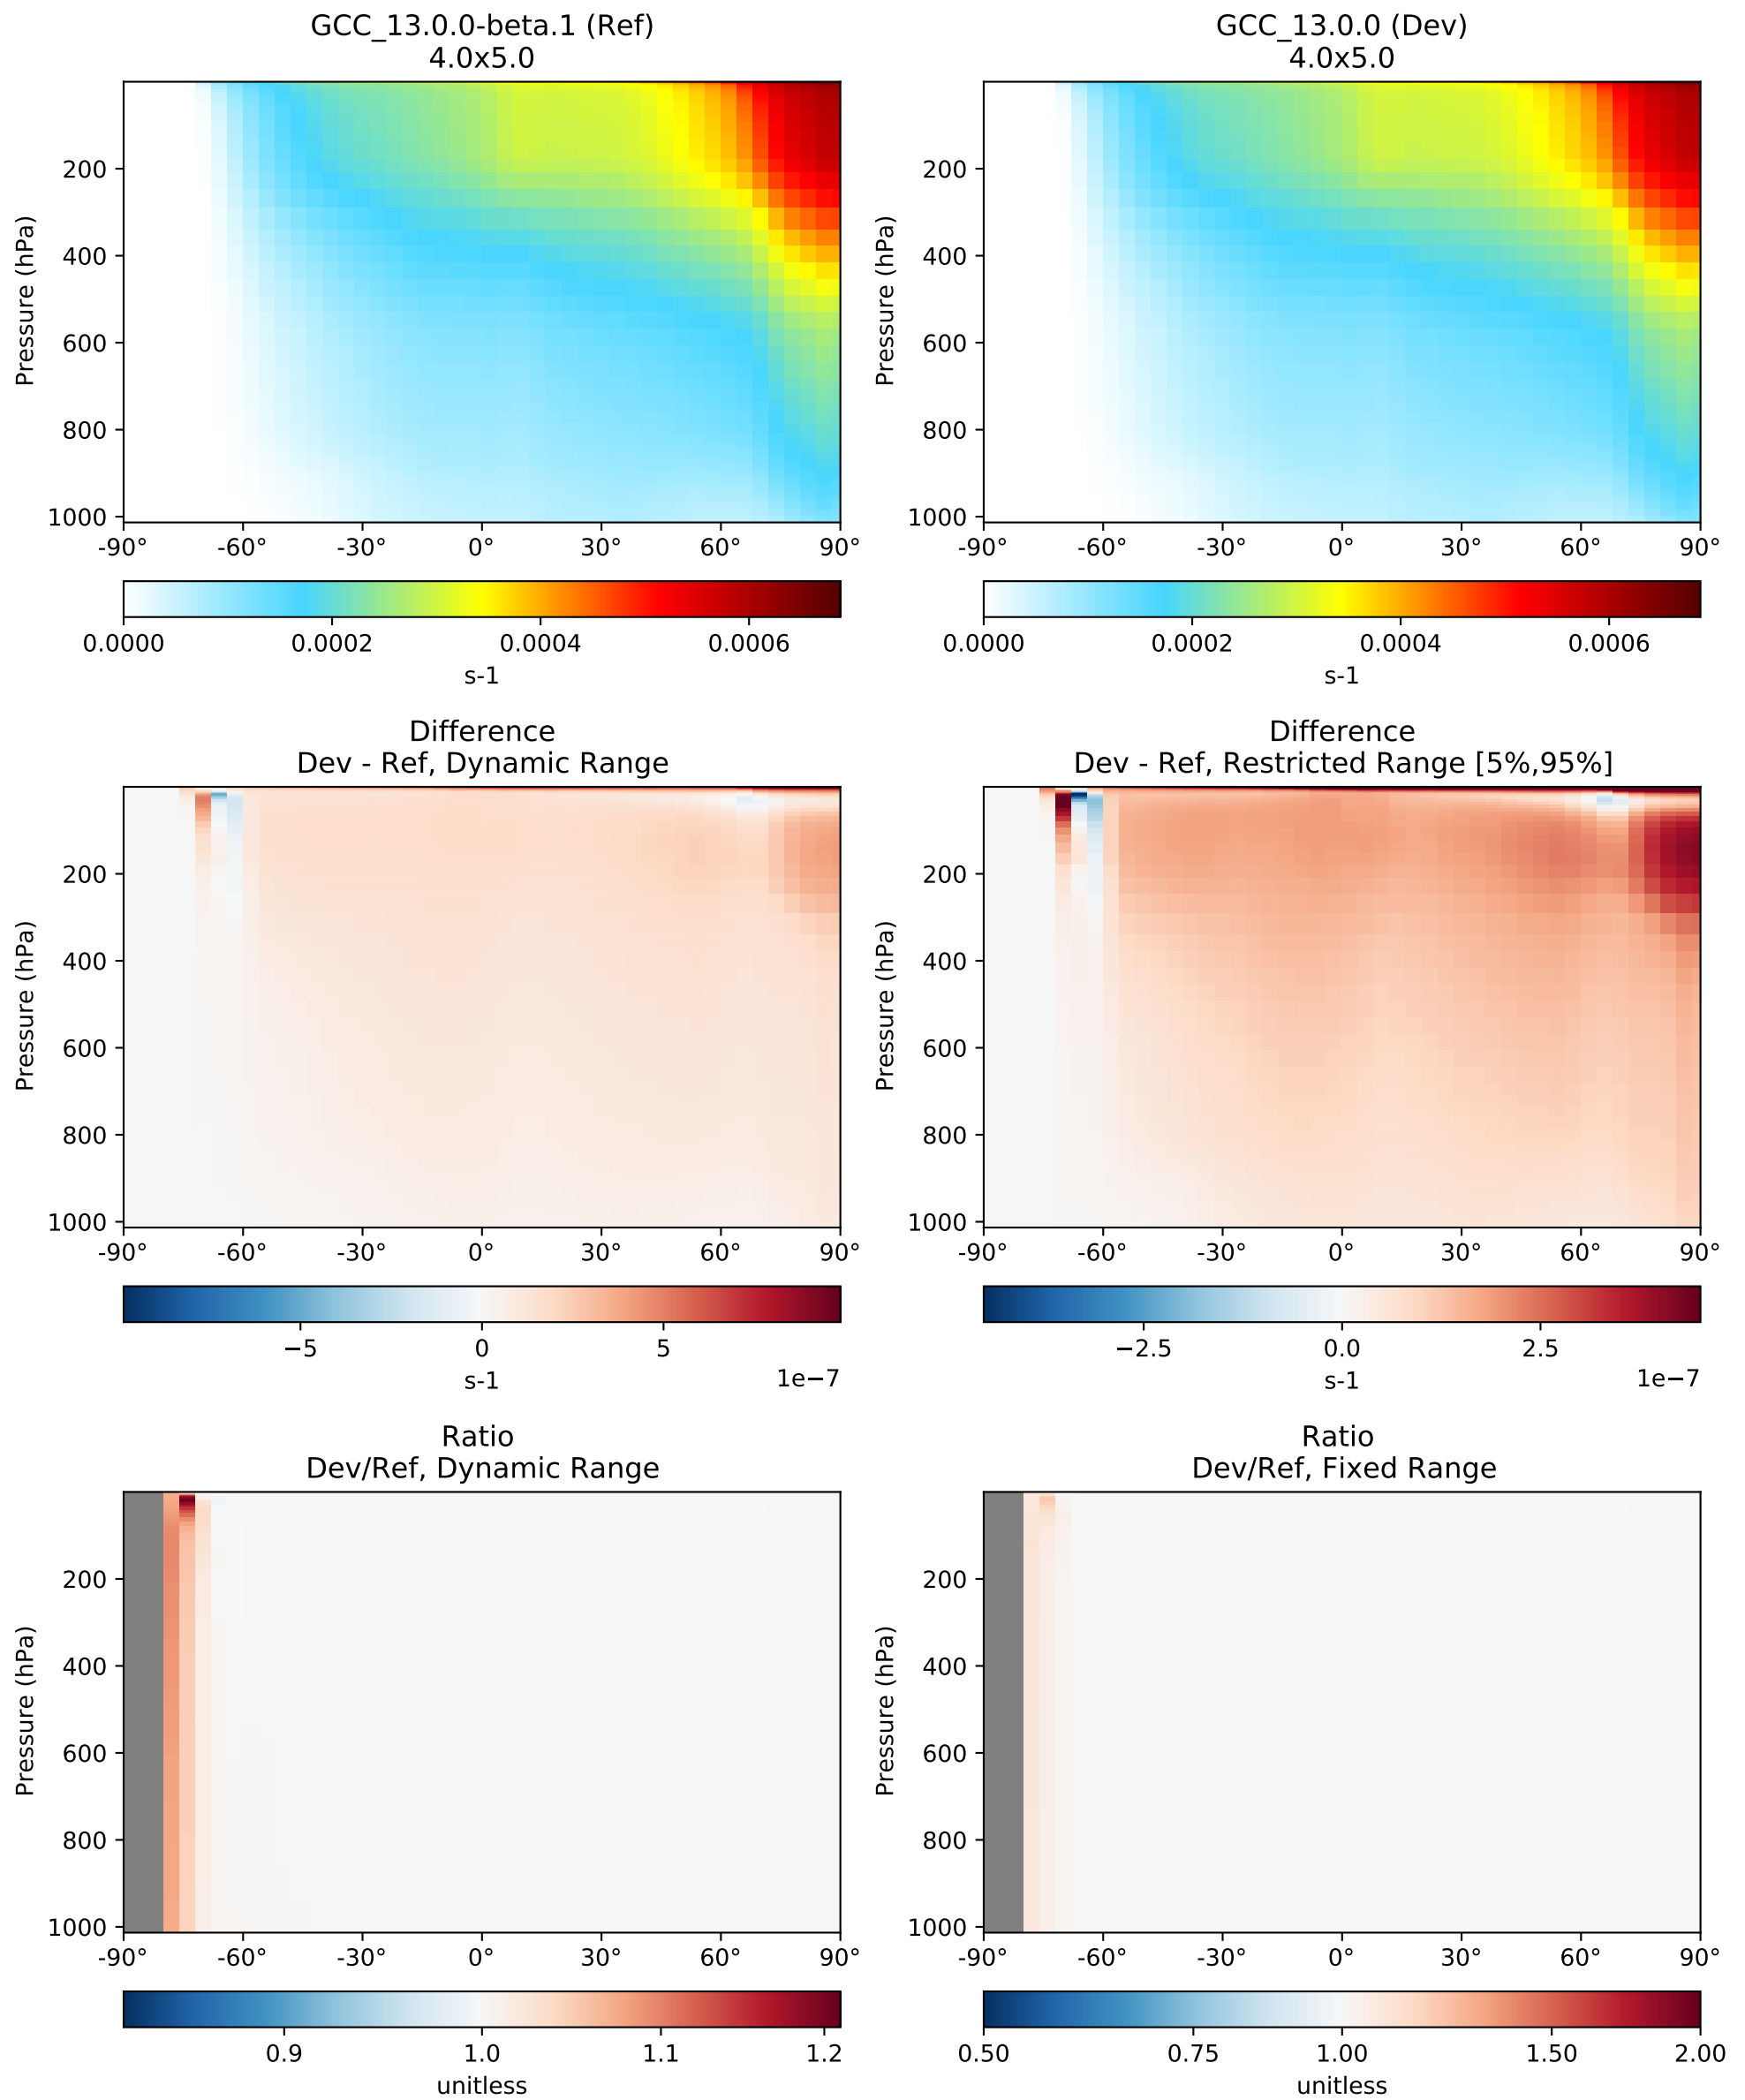 GCC_13.0.0-beta.1 (Ref)
4.0x5.0
Pressure (hPa)
200
400
600
800
1000
-90° -60° -30° 0° 30° 60° 90°
0.0000 0.0002 0.0004 0.0006
s-1
GCC_13.0.0 (Dev)
4.0x5.0
Pressure (hPa)
200
400
600
800
1000
-90° -60° -30° 0° 30° 60° 90°
0.0000 0.0002 0.0004 0.0006
s-1
Difference
Dev - Ref, Dynamic Range
Pressure (hPa)
200
400
600
800
1000
-90° -60° -30° 0° 30° 60° 90°
−5 0 5
s-1 1e−7
Difference
Dev - Ref, Restricted Range [5%,95%]
Pressure (hPa)
200
400
600
800
1000
-90° -60° -30° 0° 30° 60° 90°
−2.5 0.0 2.5
s-1 1e−7
Ratio
Dev/Ref, Dynamic Range
Pressure (hPa)
200
400
600
800
1000
-90° -60° -30° 0° 30° 60° 90°
0.9 1.0 1.1 1.2
unitless
Ratio
Dev/Ref, Fixed Range
Pressure (hPa)
200
400
600
800
1000
-90° -60° -30° 0° 30° 60° 90°
0.50 0.75 1.00 1.50 2.00
unitless